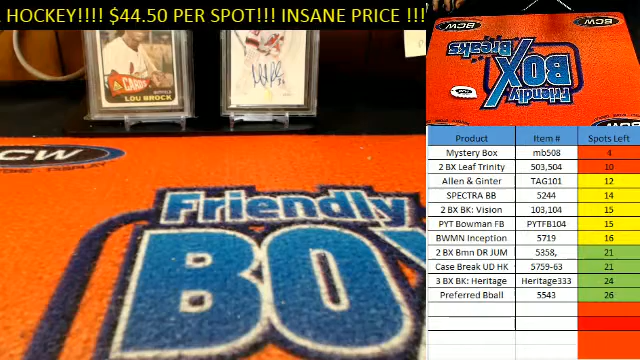 HOCKEY!!!! $44.50 PER SPOT!!! INSANE PRICE !!!
CARDS
OUTFIELD
LOU BROCK
BCW
Friendly
BOX
BCW
Friendly
BOX
Breaks
BCW
Product Item # Spots Left
Mystery Box mb508 4
2 BX Leaf Trinity 503,504 10
Allen & Ginter TAG101 12
SPECTRA BB 5244 14
2 BX BK: Vision 103,104 15
PYT Bowman FB PYTFB104 15
BWMN Inception 5719 16
2 BX Bmn DR JUM 5358, 21
Case Break UD HK 5759-63 21
3 BX BK: Heritage Heritage333 24
Preferred Bball 5543 26